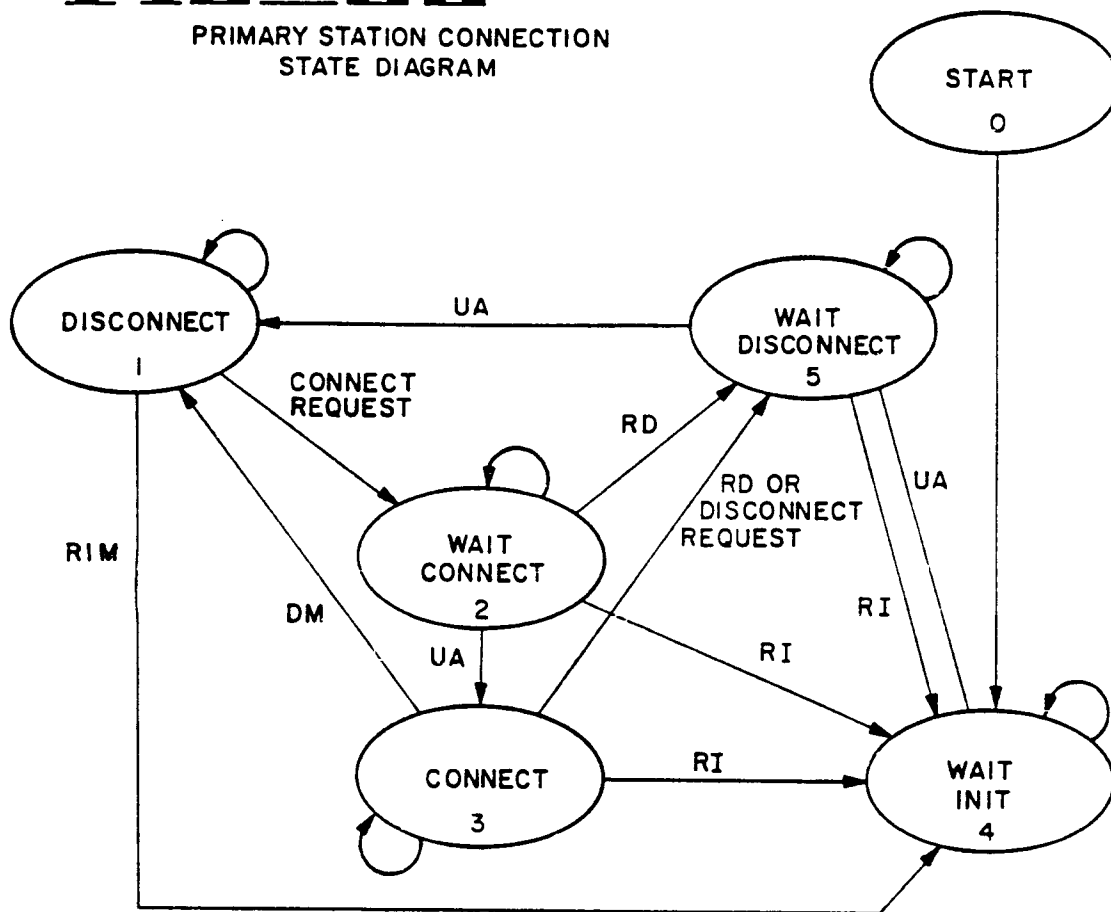 PRIMARY STATION CONNECTION
STATE DIAGRAM
START
0
DISCONNECT
1
UA
WAIT
DISCONNECT
5
CONNECT
REQUEST
RD
RD OR
DISCONNECT
REQUEST
UA
RIM
WAIT
CONNECT
2
DM
UA
RI
RI
CONNECT
3
RI
WAIT
INIT
4